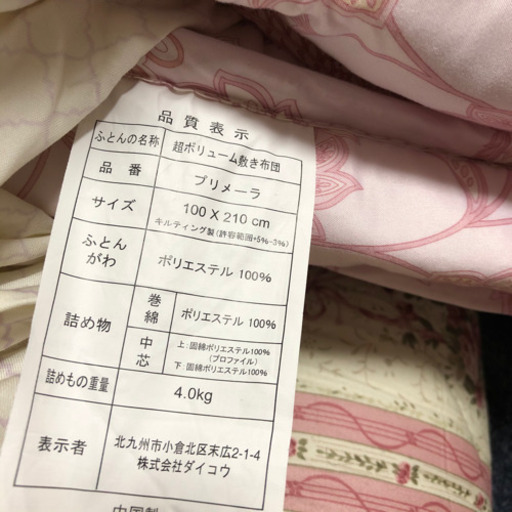 品質表示
ふとんの名称 超ボリューム敷き布団
品番 プリメーラ
サイズ 100 X 210 cm
キルティング製(許容範囲+5%-3%)
ふとんがわ ポリエステル 100%
詰め物 巻綿 ポリエステル 100%
中芯 上:固綿ポリエステル100%
(プロファイル)
下:固綿ポリエステル 100%
詰めもの重量 4.0kg
表示者 北九州市小倉北区末広2-1-4
株式会社ダイコウ
中国製